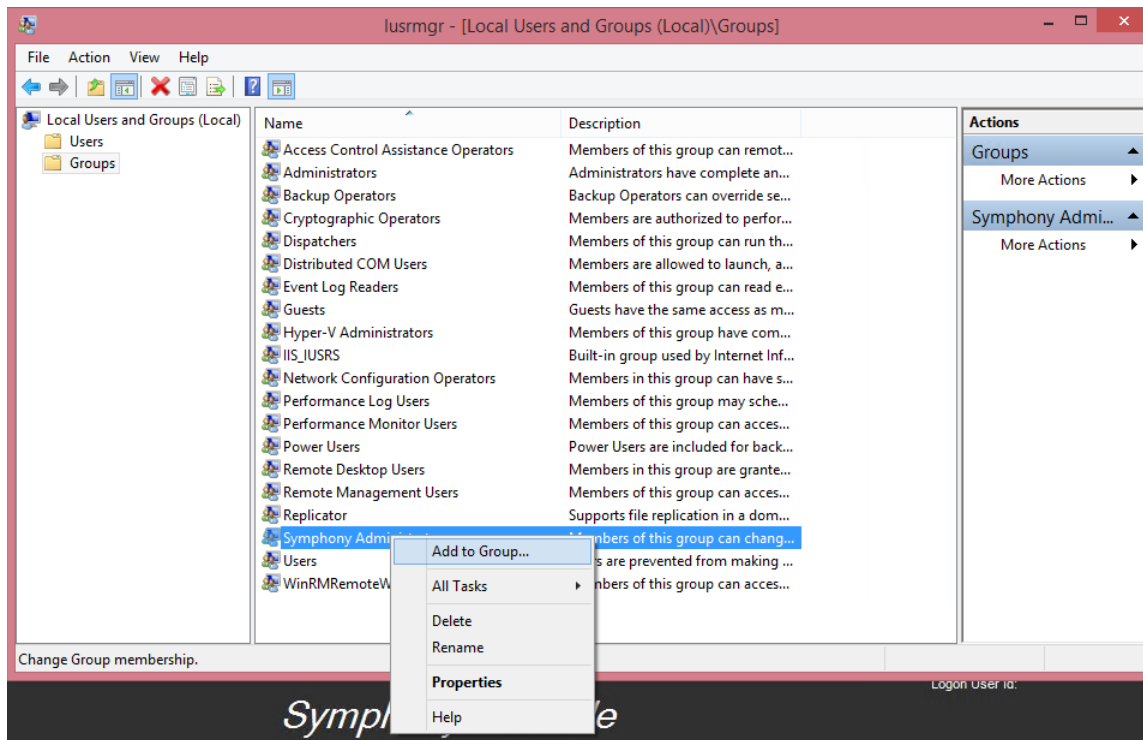 lusrmgr - [Local Users and Groups (Local)\Groups]
File Action View Help
Local Users and Groups (Local)
Users
Groups
Name Description
Access Control Assistance Operators Members of this group can remot...
Administrators Administrators have complete an...
Backup Operators Backup Operators can override se...
Cryptographic Operators Members are authorized to perfor...
Dispatchers Members of this group can run th...
Distributed COM Users Members are allowed to launch, a...
Event Log Readers Members of this group can read e...
Guests Guests have the same access as m...
Hyper-V Administrators Members of this group have com...
IIS_IUSRS Built-in group used by Internet Inf...
Network Configuration Operators Members in this group can have s...
Performance Log Users Members of this group may sche...
Performance Monitor Users Members of this group can acces...
Power Users Power Users are included for back...
Remote Desktop Users Members in this group are grante...
Remote Management Users Members of this group can acces...
Replicator Supports file replication in a dom...
Symphony Admi mbers of this group can chang...
Users s are prevented from making ...
WinRMRemoteW nbers of this group can acces...
Add to Group...
All Tasks
Delete
Rename
Properties
Help
Actions
Groups
More Actions
Symphony Admi...
More Actions
Change Group membership.
Logon User Id:
Symp
e